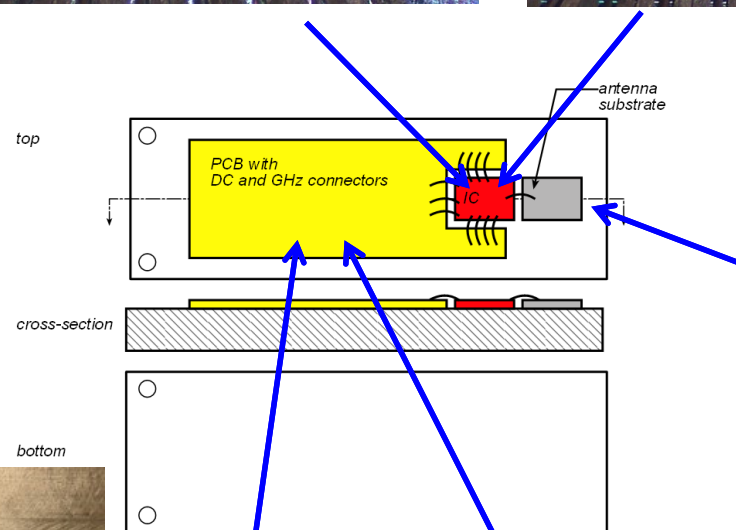 antenna
substrate
top
PCB with
DC and GHz connectors
IC
cross-section
bottom